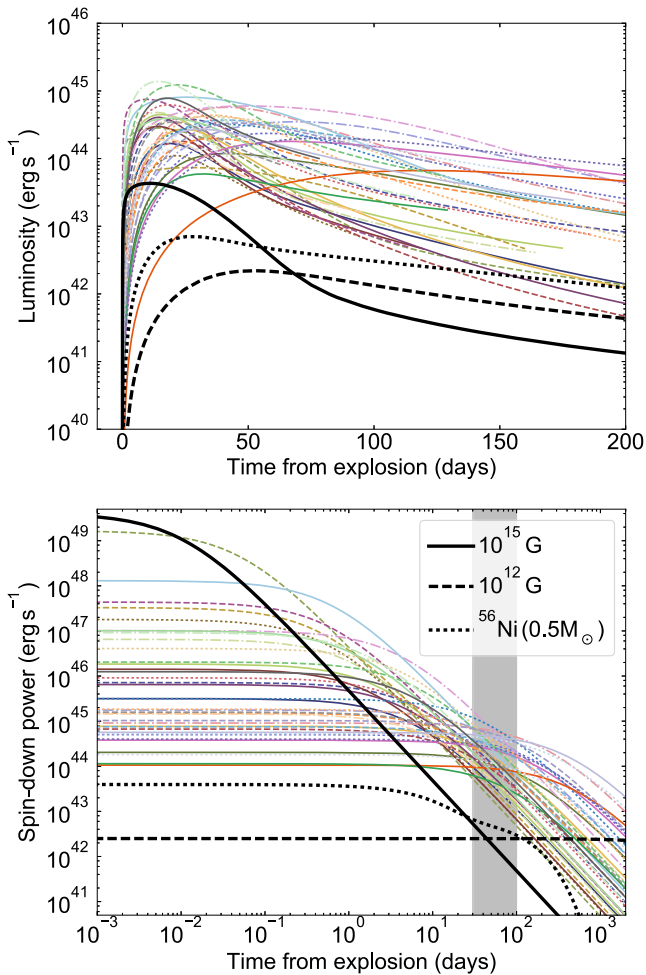 10^46
10^45
10^44
10^43
10^42
10^41
10^40
Luminosity (erg s^−1)
0 50 100 150 200
Time from explosion (days)
10^49
10^48
10^47
10^46
10^45
10^44
10^43
10^42
10^41
Spin-down power (erg s^−1)
10^15 G
10^12 G
^56Ni (0.5M_⊙)
10^−3 10^−2 10^−1 10^0 10^1 10^2 10^3
Time from explosion (days)